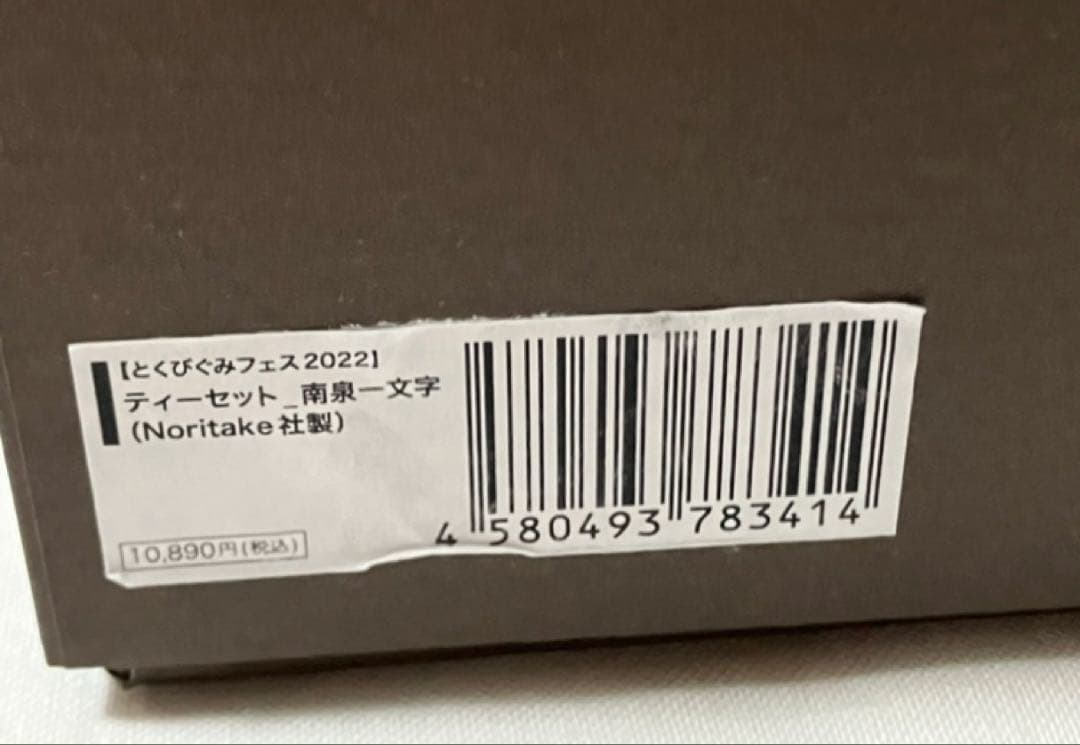 【とくびぐみフェス2022】
ティーセット_南泉一文字
(Noritake社製)
10,890円(税込)
4 580493 783414